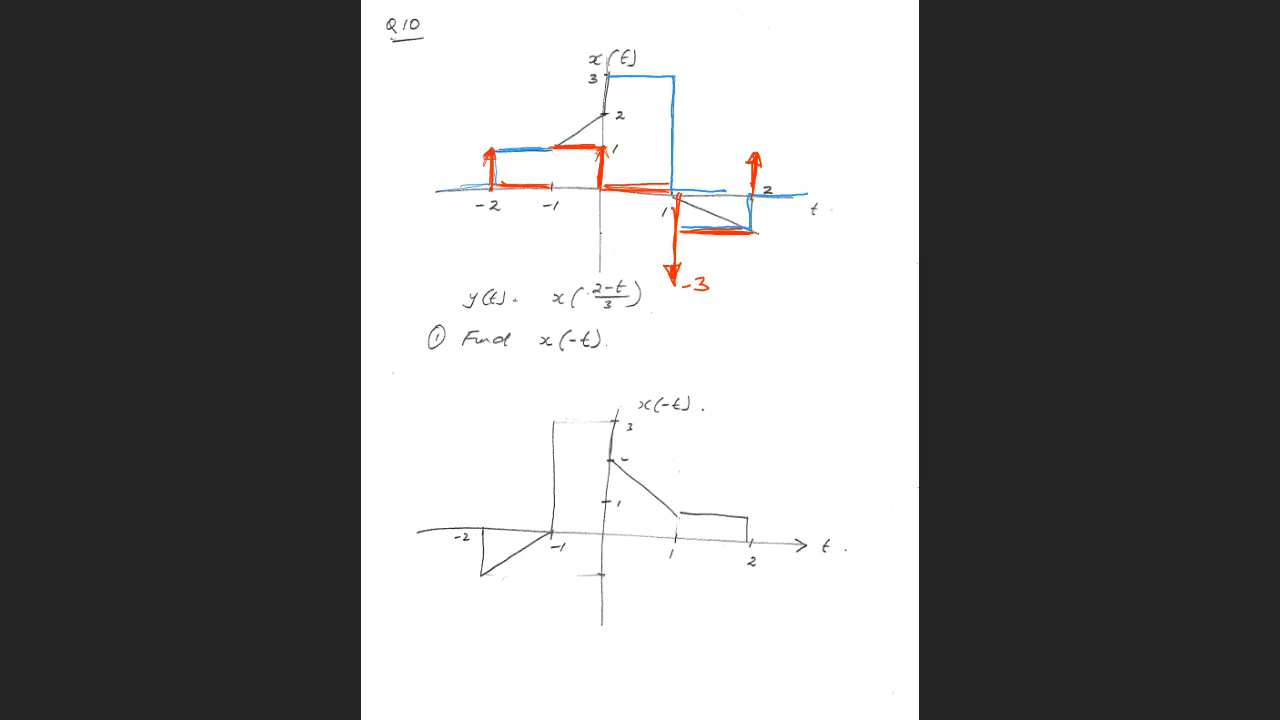 Q10
x(t)
3
2
1
-2 -1 1 2 t
-3
y(t) = x(2-t/3)
① Find x(-t).
x(-t).
3
1
-2 -1 1 2 t.